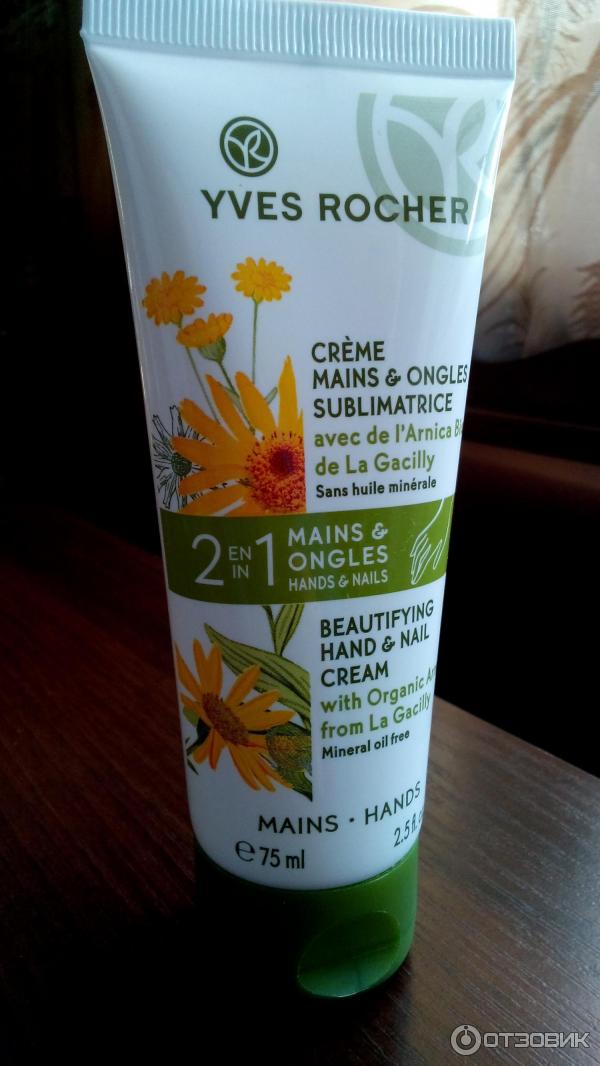 YVES ROCHER
CRÈME
MAINS & ONGLES
SUBLIMATRICE
avec de l'Arnica
de La Gacilly
Sans huile minérale
2 EN IN 1 MAINS &
ONGLES
HANDS & NAILS
BEAUTIFYING
HAND & NAIL
CREAM
with Organic
from La Gacilly
Mineral oil free
MAINS • HANDS
e 75 ml 2.5 fl.
ОТЗОВИК